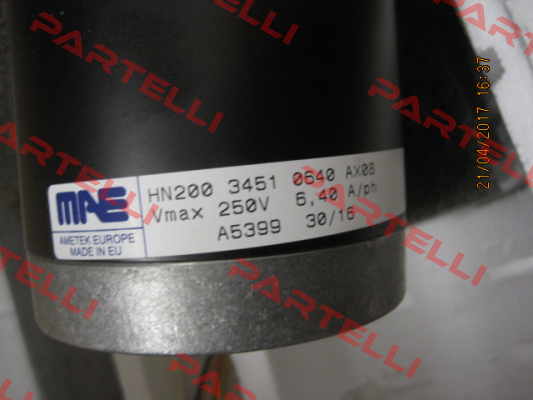 MAE
AMETEK EUROPE
MADE IN EU
HN200 3451 0640 AX08
Vmax 250V 6,40 A/ph
A5399 30/16
21/04/2017 16:37
PARTELLI
PARTELLI
PARTELLI
PARTELLI
PARTELLI
PARTELLI